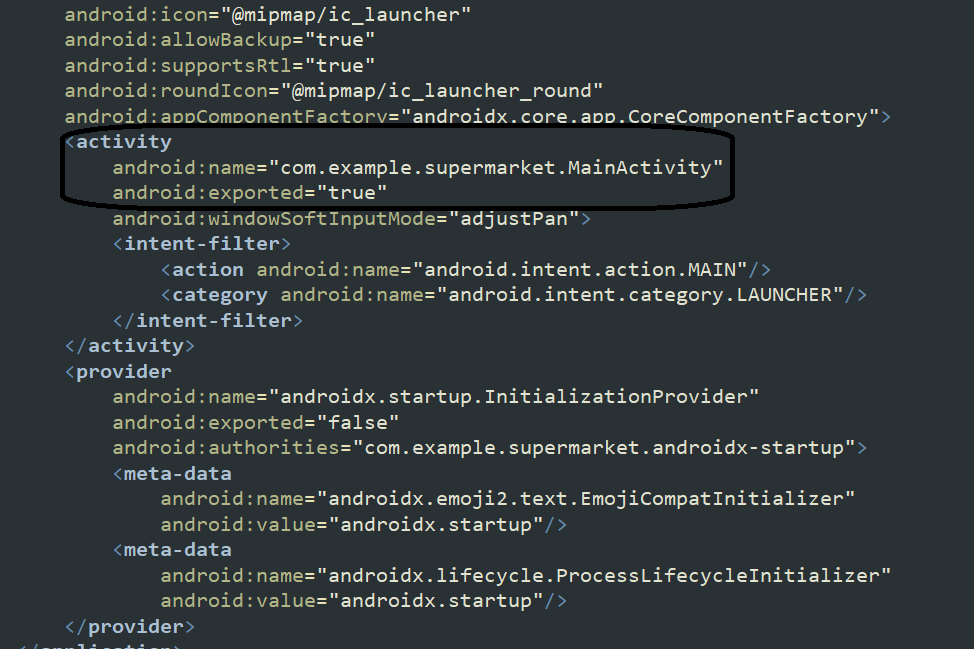 android:icon="@mipmap/ic_launcher"
android:allowBackup="true"
android:supportsRtl="true"
android:roundIcon="@mipmap/ic_launcher_round"
android:appComponentFactory="androidx.core.app.CoreComponentFactory">
<activity
android:name="com.example.supermarket.MainActivity"
android:exported="true"
android:windowSoftInputMode="adjustPan">
<intent-filter>
<action android:name="android.intent.action.MAIN"/>
<category android:name="android.intent.category.LAUNCHER"/>
</intent-filter>
</activity>
<provider
android:name="androidx.startup.InitializationProvider"
android:exported="false"
android:authorities="com.example.supermarket.androidx-startup">
<meta-data
android:name="androidx.emoji2.text.EmojiCompatInitializer"
android:value="androidx.startup"/>
<meta-data
android:name="androidx.lifecycle.ProcessLifecycleInitializer"
android:value="androidx.startup"/>
</provider>
</application>